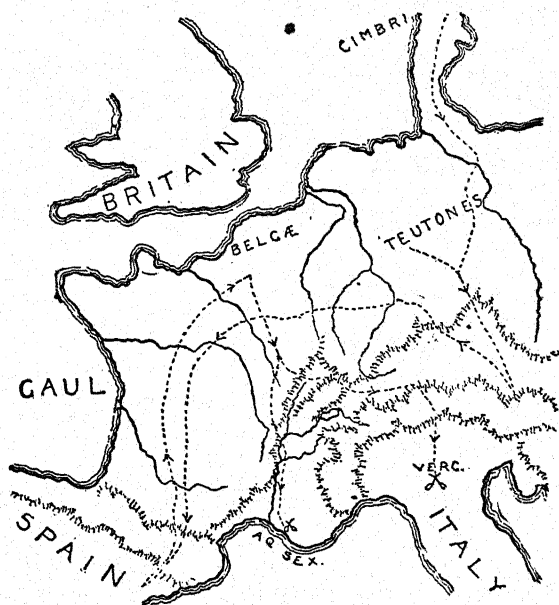 CIMBRI
BRITAIN
BELGÆ
TEUTONES
GAUL
VERC.
SPAIN
AQ SEX.
ITALY